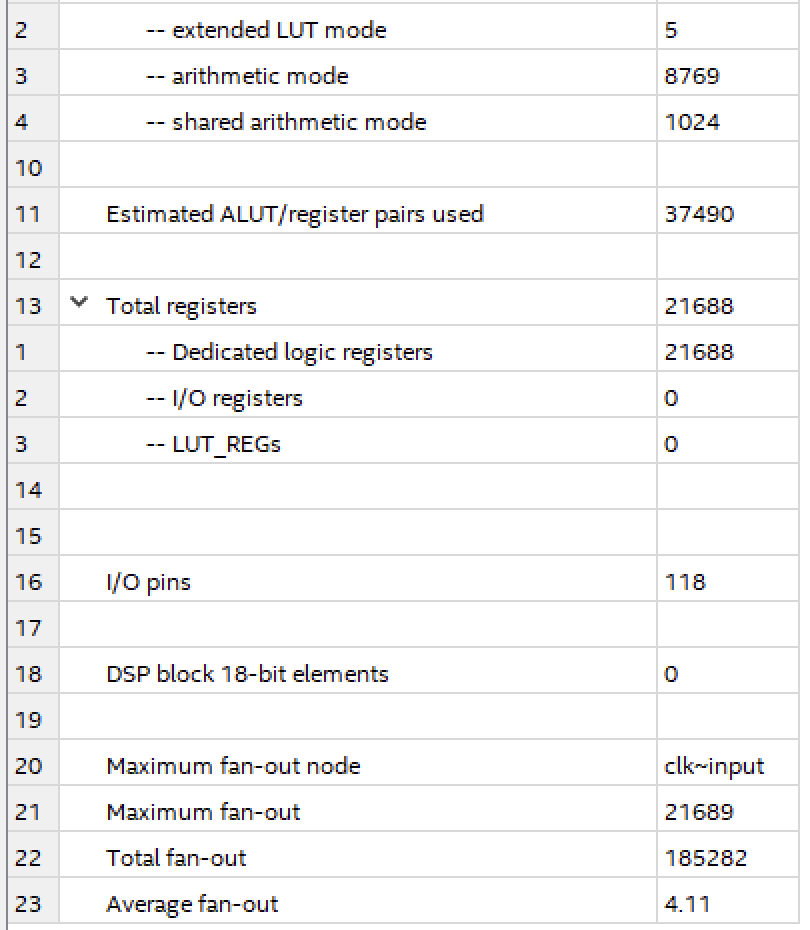 2 -- extended LUT mode 5
3 -- arithmetic mode 8769
4 -- shared arithmetic mode 1024
10
11 Estimated ALUT/register pairs used 37490
12
13 Total registers 21688
1 -- Dedicated logic registers 21688
2 -- I/O registers 0
3 -- LUT_REGs 0
14
15
16 I/O pins 118
17
18 DSP block 18-bit elements 0
19
20 Maximum fan-out node clk~input
21 Maximum fan-out 21689
22 Total fan-out 185282
23 Average fan-out 4.11